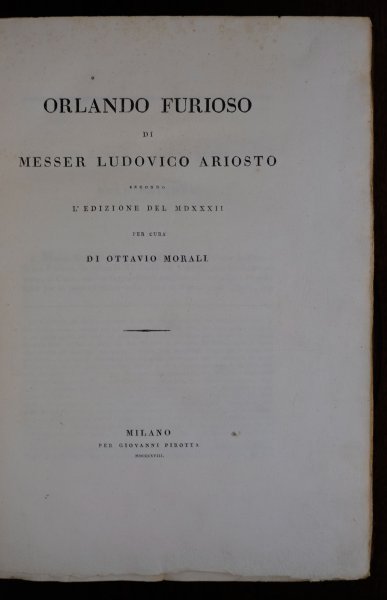 ORLANDO FURIOSO
DI
MESSER LUDOVICO ARIOSTO
SECONDO
L'EDIZIONE DEL MDXXXII
PER CURA
DI OTTAVIO MORALI
MILANO
PER GIOVANNI PIROTTA
MDCCCXVIII.